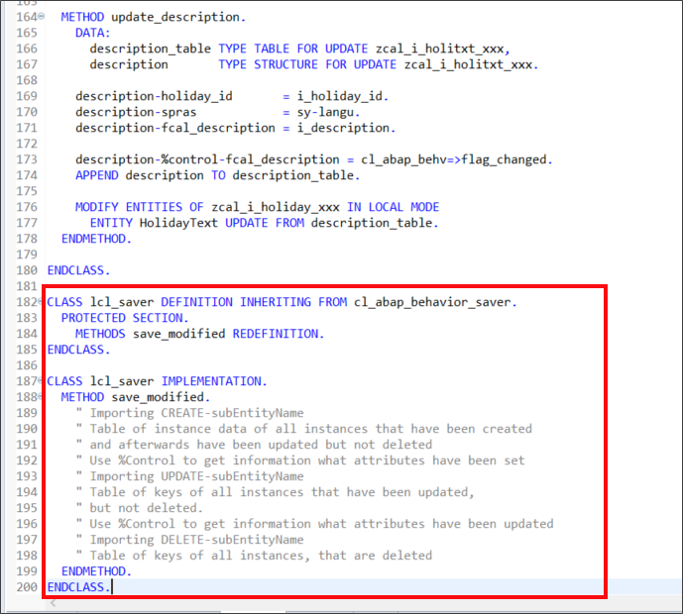 163
164 METHOD update_description.
165 DATA:
166 description_table TYPE TABLE FOR UPDATE zcal_i_holitxt_xxx,
167 description TYPE STRUCTURE FOR UPDATE zcal_i_holitxt_xxx.
168
169 description-holiday_id = i_holiday_id.
170 description-spras = sy-langu.
171 description-fcal_description = i_description.
172
173 description-%control-fcal_description = cl_abap_behv=>flag_changed.
174 APPEND description TO description_table.
175
176 MODIFY ENTITIES OF zcal_i_holiday_xxx IN LOCAL MODE
177 ENTITY HolidayText UPDATE FROM description_table.
178 ENDMETHOD.
179
180 ENDCLASS.
181
182 CLASS lcl_saver DEFINITION INHERITING FROM cl_abap_behavior_saver.
183 PROTECTED SECTION.
184 METHODS save_modified REDEFINITION.
185 ENDCLASS.
186
187 CLASS lcl_saver IMPLEMENTATION.
188 METHOD save_modified.
189 " Importing CREATE-subEntityName
190 " Table of instance data of all instances that have been created
191 " and afterwards have been updated but not deleted
192 " Use %Control to get information what attributes have been set
193 " Importing UPDATE-subEntityName
194 " Table of keys of all instances that have been updated,
195 " but not deleted.
196 " Use %Control to get information what attributes have been updated
197 " Importing DELETE-subEntityName
198 " Table of keys of all instances, that are deleted
199 ENDMETHOD.
200 ENDCLASS.